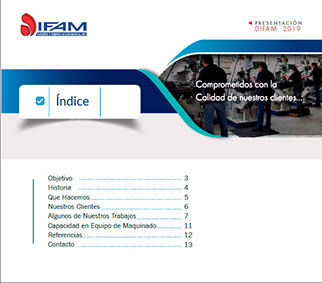 DIFAM
PRESENTACIÓN
DIFAM 2019
Comprometidos con la
Calidad de nuestros clientes...
Índice
Objetivo 3
Historia 4
Que Hacemos 5
Nuestros Clientes 6
Algunos de Nuestros Trabajos 7
Capacidad en Equipo de Maquinado 11
Referencias 12
Contacto 13